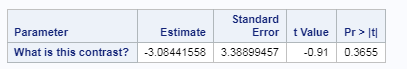 Parameter Estimate Standard Error t Value Pr > |t|
What is this contrast? -3.08441558 3.38899457 -0.91 0.3655